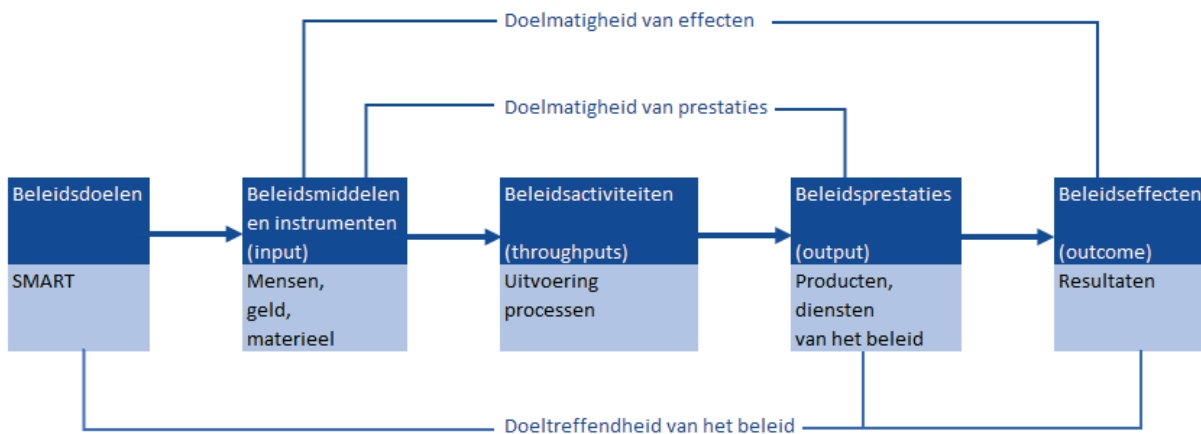 Doelmatigheid van effecten
Doelmatigheid van prestaties
Beleidsdoelen
SMART
Beleidsmiddelen
en instrumenten
(input)
Mensen,
geld,
materieel
Beleidsactiviteiten
(throughputs)
Uitvoering
processen
Beleidsprestaties
(output)
Producten,
diensten
van het beleid
Beleidseffecten
(outcome)
Resultaten
Doeltreffendheid van het beleid